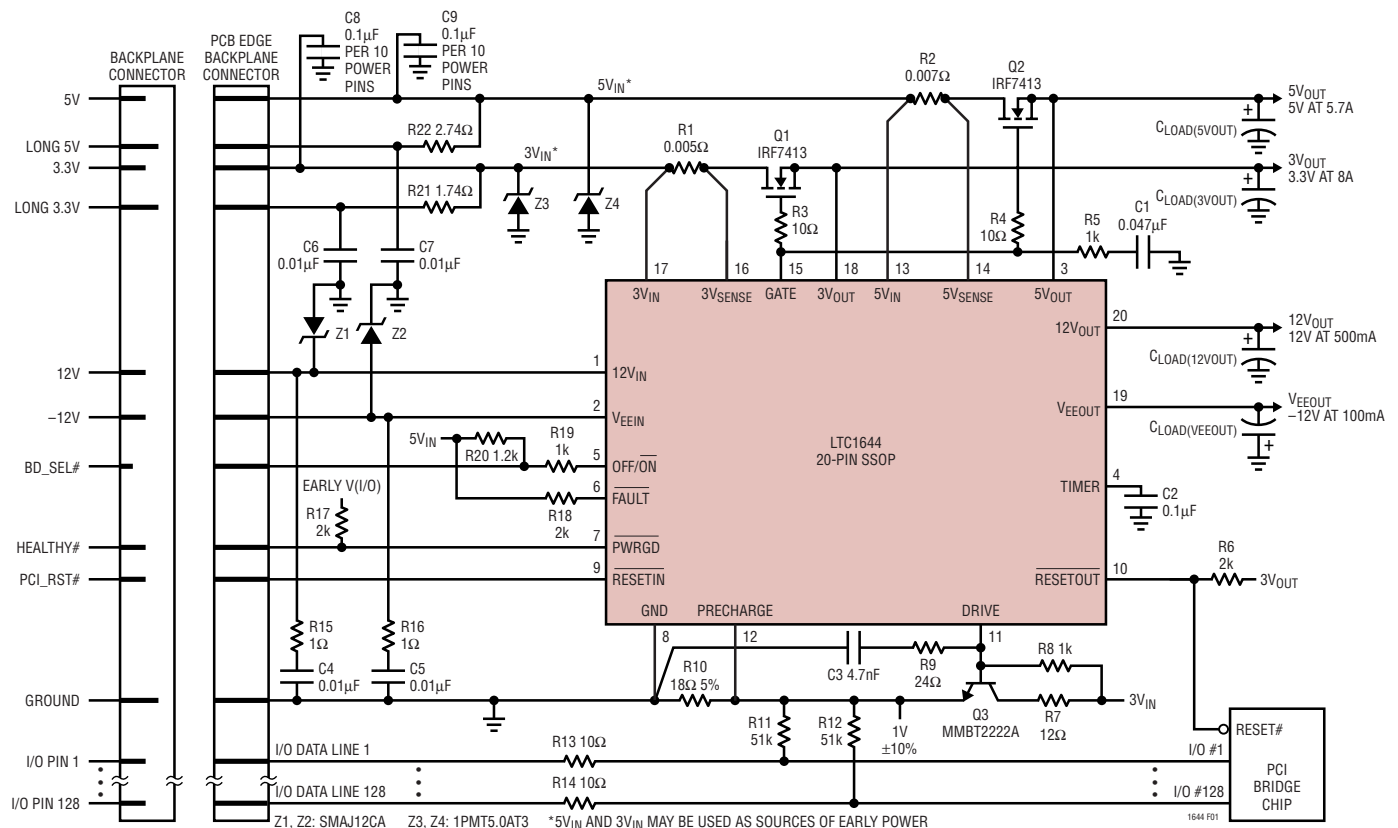 C8
0.1µF
PER 10
POWER
PINS
C9
0.1µF
PER 10
POWER
PINS
BACKPLANE
CONNECTOR
PCB EDGE
BACKPLANE
CONNECTOR
5V
LONG 5V
3.3V
LONG 3.3V
12V
–12V
BD_SEL#
HEALTHY#
PCI_RST#
GROUND
I/O PIN 1
I/O PIN 128
R22 2.74Ω
R21 1.74Ω
5VIN*
3VIN*
R1
0.005Ω
Q1
IRF7413
R2
0.007Ω
Q2
IRF7413
Z3
Z4
R3
10Ω
R4
10Ω
R5
1k
C1
0.047µF
5VOUT
5V AT 5.7A
CLOAD(5VOUT)
+
3VOUT
3.3V AT 8A
CLOAD(3VOUT)
+
C6
0.01µF
C7
0.01µF
Z1
Z2
17
16
15
18
13
14
3
3VIN
3VSENSE
GATE
3VOUT
5VIN
5VSENSE
5VOUT
1
12VIN
2
VEEIN
5
OFF/ON
6
FAULT
7
PWRGD
9
RESETIN
LTC1644
20-PIN SSOP
12VOUT
20
VEEOUT
19
TIMER
4
RESETOUT
10
GND
PRECHARGE
DRIVE
8
12
11
12VOUT
12V AT 500mA
CLOAD(12VOUT)
+
VEEOUT
–12V AT 100mA
CLOAD(VEEOUT)
+
C2
0.1µF
R6
2k
3VOUT
5VIN
R20 1.2k
R19
1k
R18
2k
EARLY V(I/O)
R17
2k
R15
1Ω
C4
0.01µF
R16
1Ω
C5
0.01µF
R10
18Ω 5%
C3 4.7nF
R9
24Ω
R8 1k
R7
12Ω
3VIN
Q3
MMBT2222A
R11
51k
R12
51k
1V
±10%
I/O DATA LINE 1
R13 10Ω
R14 10Ω
I/O DATA LINE 128
RESET#
I/O #1
I/O #128
PCI
BRIDGE
CHIP
1644 F01
Z1, Z2: SMAJ12CA Z3, Z4: 1PMT5.0AT3 *5VIN AND 3VIN MAY BE USED AS SOURCES OF EARLY POWER